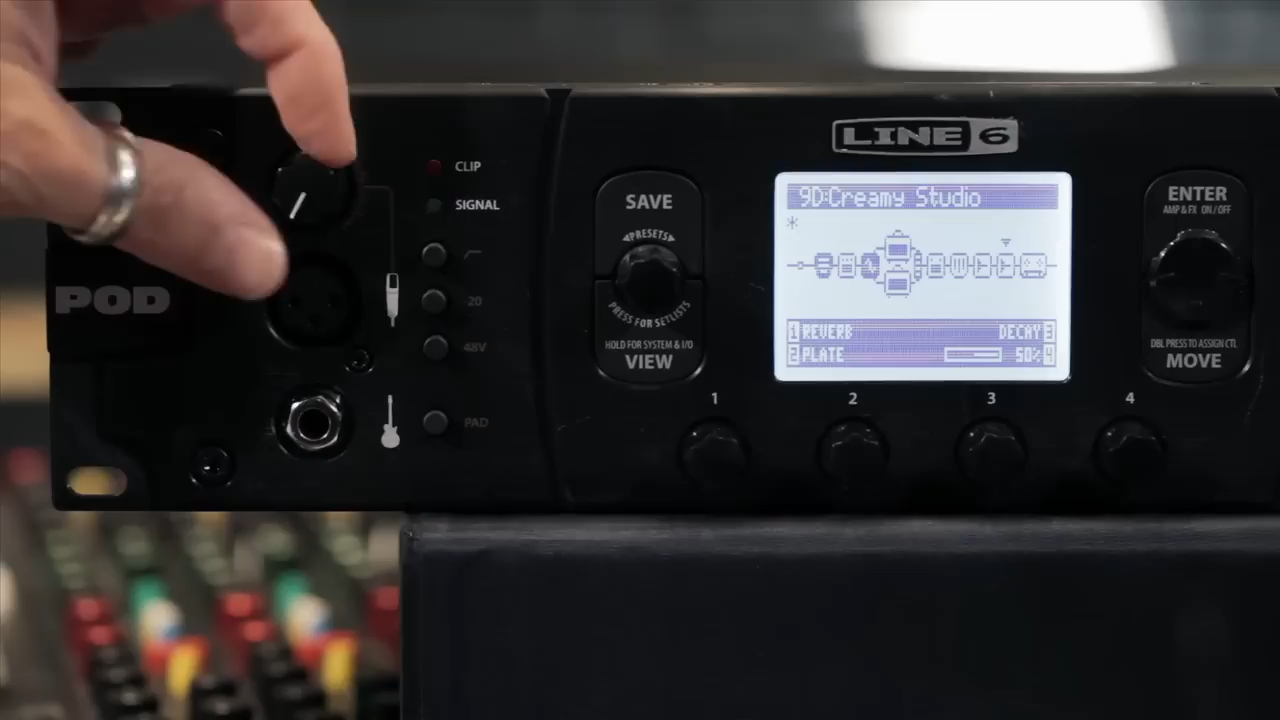 POD
CLIP
SIGNAL
-20
48V
PAD
SAVE
◀PRESETS▶
PRESS FOR SETLISTS
HOLD FOR SYSTEM & I/O
VIEW
LINE 6
9D:Creamy Studio
1 REVERB DECAY 3
2 PLATE 50% 4
1 2 3 4
ENTER
AMP & FX ON / OFF
DBL PRESS TO ASSIGN CTL
MOVE